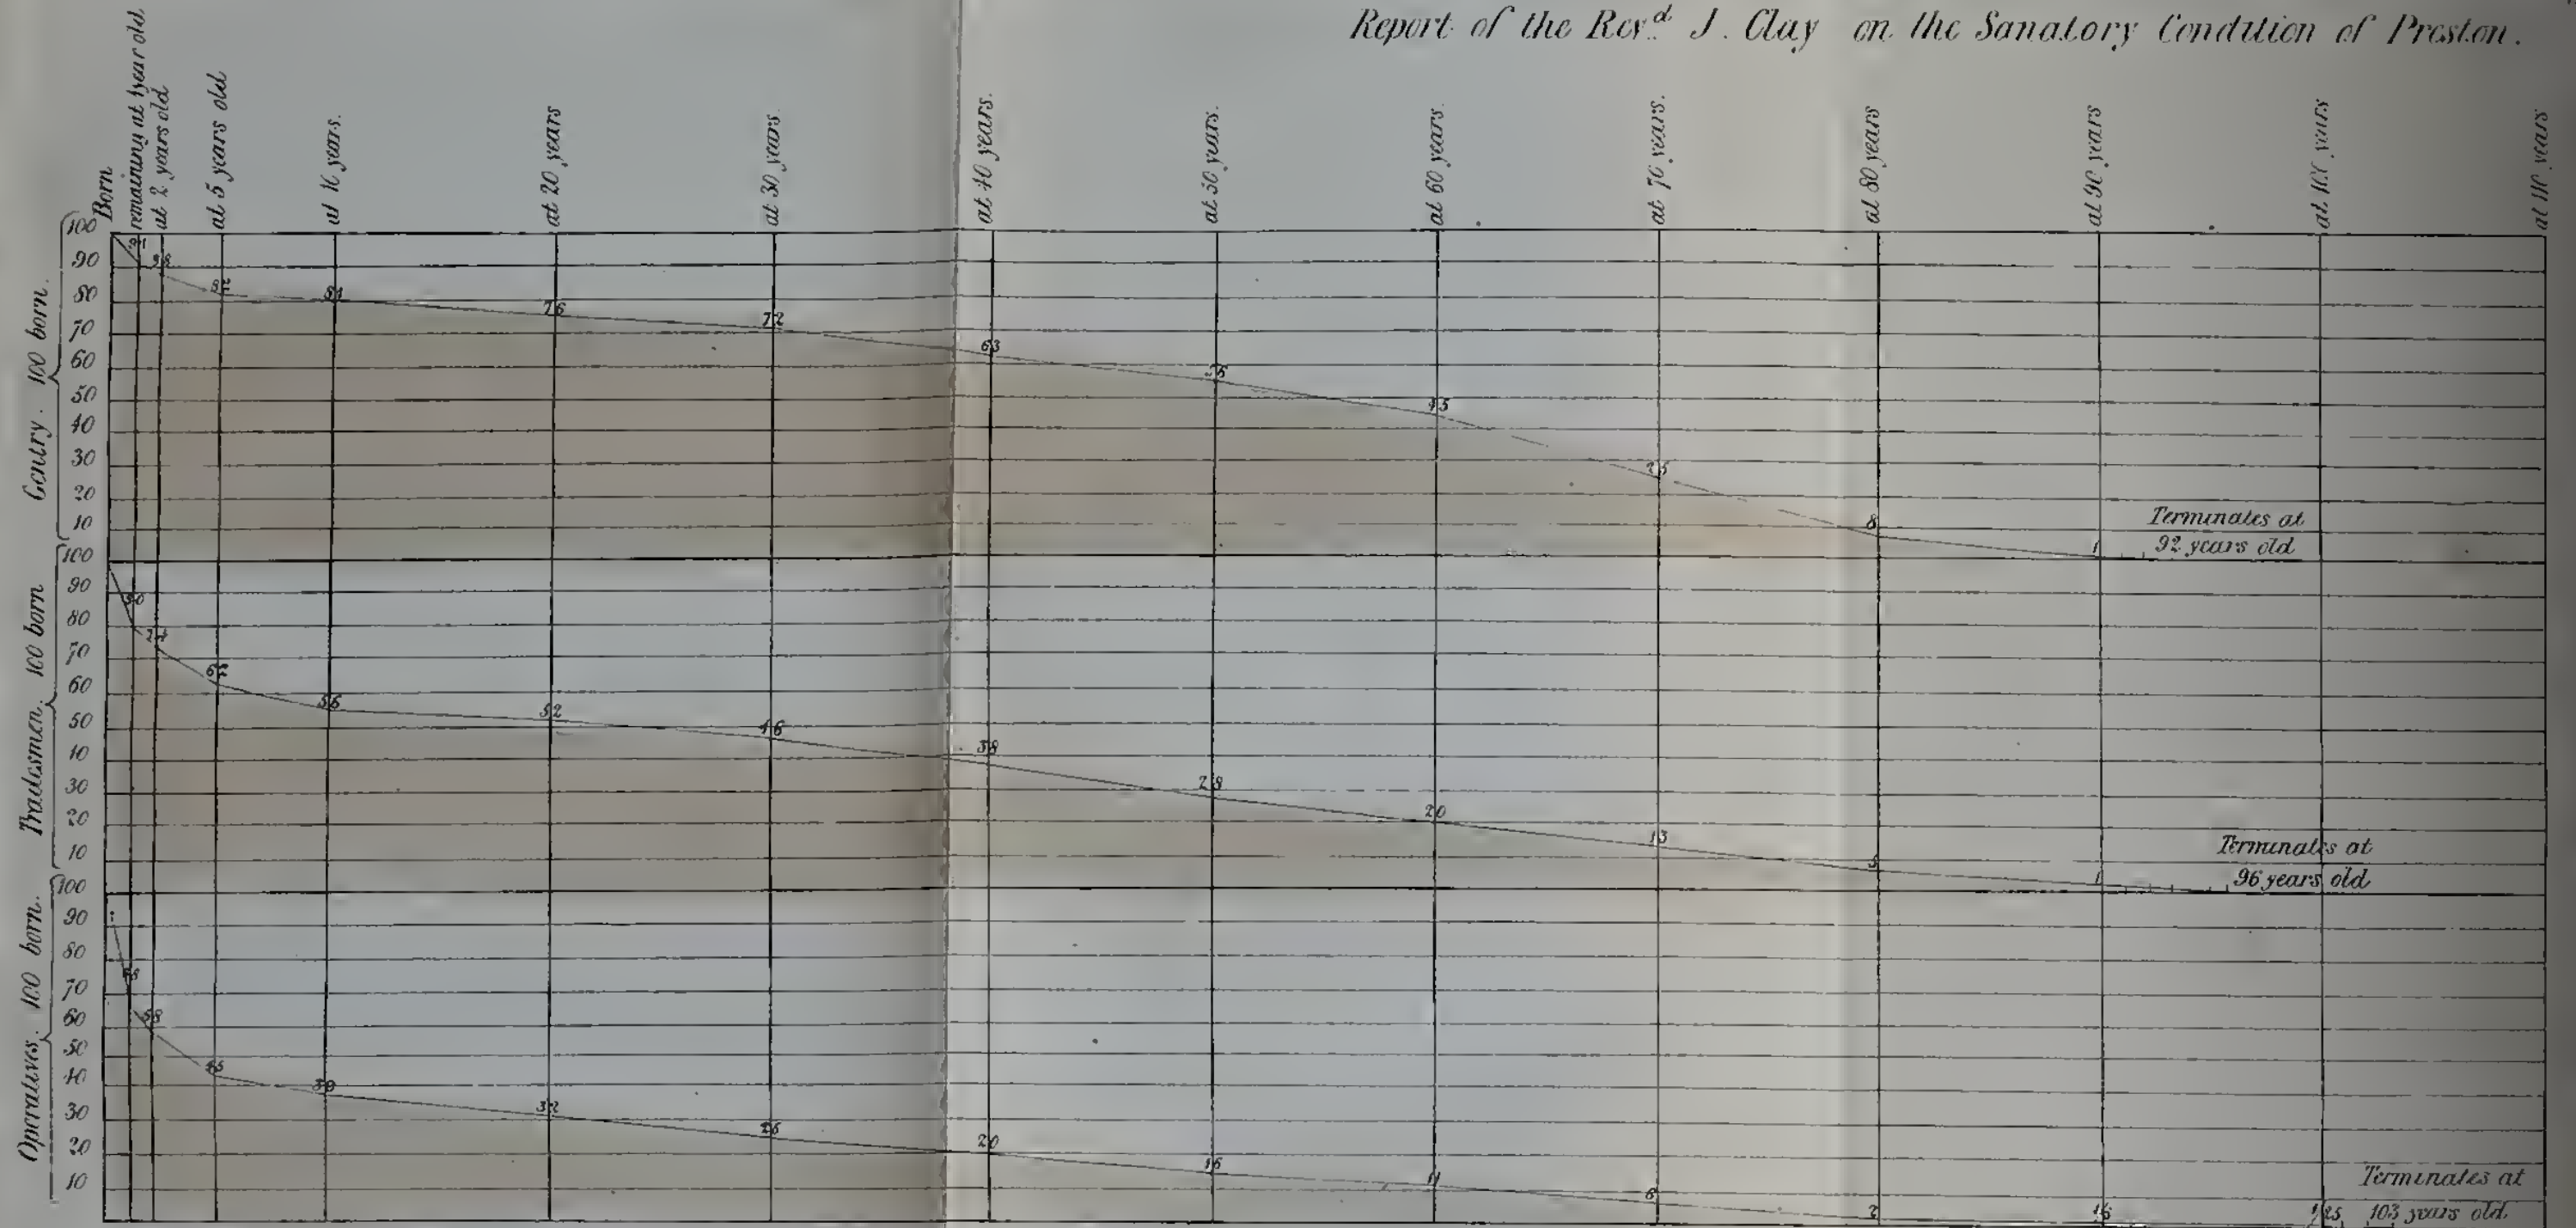 Report of the Revd. J. Clay on the Sanatory Condition of Preston.
Born
remaining at 1 year old.
at 2 years old
at 5 years old
at 10 years.
at 20 years
at 30 years.
at 40 years.
at 50 years.
at 60 years.
at 70 years.
at 80 years
at 90 years
at 100 years
at 110 years
Gentry. 100 born.
100
90
80
70
60
50
40
30
20
10
91
82
81
76
72
63
45
25
8
1
Terminates at
92 years old
Tradesmen. 100 born
100
90
80
70
60
50
40
30
20
10
74
62
56
52
46
38
28
20
13
5
1
Terminates at
96 years old
Operatives. 100 born.
100
90
80
70
60
50
40
30
20
10
68
58
45
39
32
25
20
15
11
6
2
Terminates at
103 years old